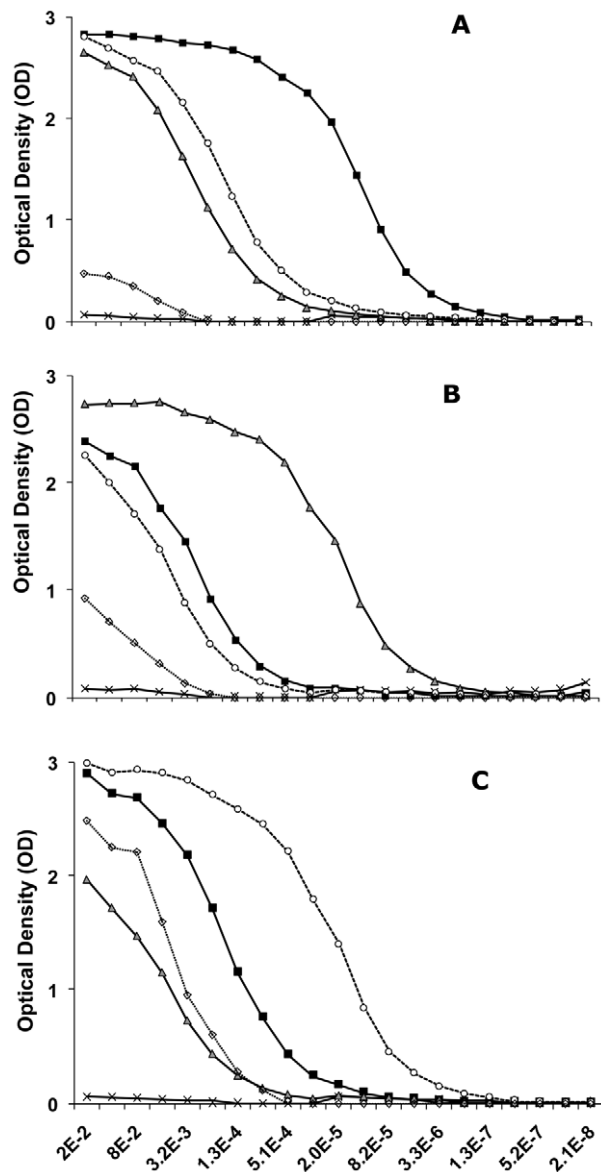 A
Optical Density (OD)
3
2
1
0
B
Optical Density (OD)
3
2
1
0
C
Optical Density (OD)
3
2
1
0
2E-2 8E-2 3.2E-3 1.3E-4 5.1E-4 2.0E-5 8.2E-5 3.3E-6 1.3E-7 5.2E-7 2.1E-8